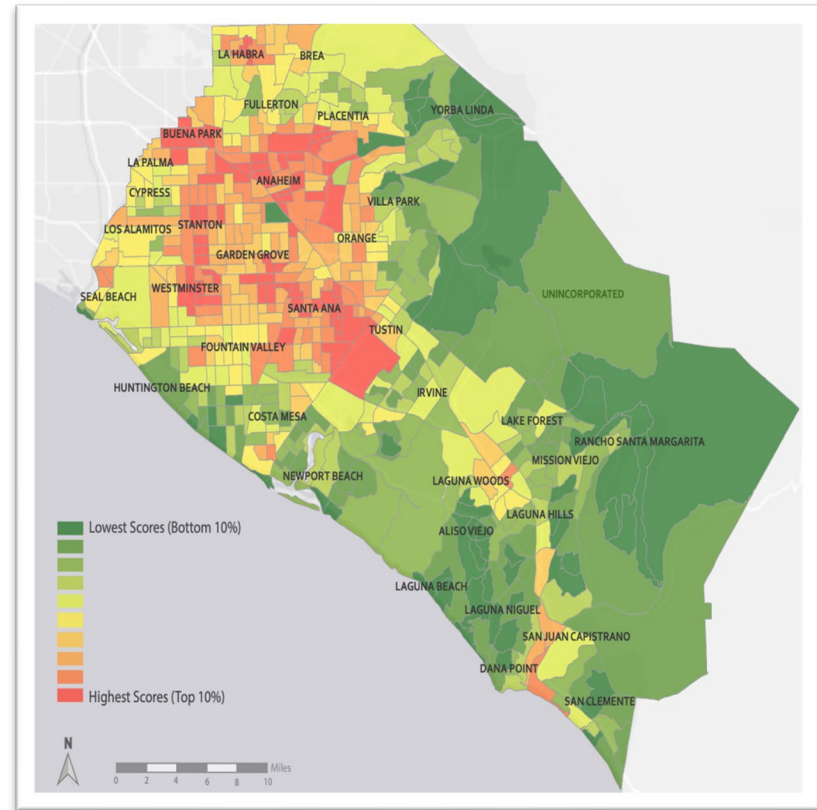 LA HABRA
BREA
FULLERTON
PLACENTIA
YORBA LINDA
BUENA PARK
LA PALMA
ANAHEIM
CYPRESS
VILLA PARK
LOS ALAMITOS
STANTON
ORANGE
GARDEN GROVE
WESTMINSTER
SEAL BEACH
UNINCORPORATED
SANTA ANA
TUSTIN
FOUNTAIN VALLEY
HUNTINGTON BEACH
IRVINE
COSTA MESA
LAKE FOREST
RANCHO SANTA MARGARITA
MISSION VIEJO
NEWPORT BEACH
LAGUNA WOODS
LAGUNA HILLS
Lowest Scores (Bottom 10%)
ALISO VIEJO
LAGUNA BEACH
LAGUNA NIGUEL
SAN JUAN CAPISTRANO
DANA POINT
Highest Scores (Top 10%)
SAN CLEMENTE
N
Miles
0 2 4 6 8 10